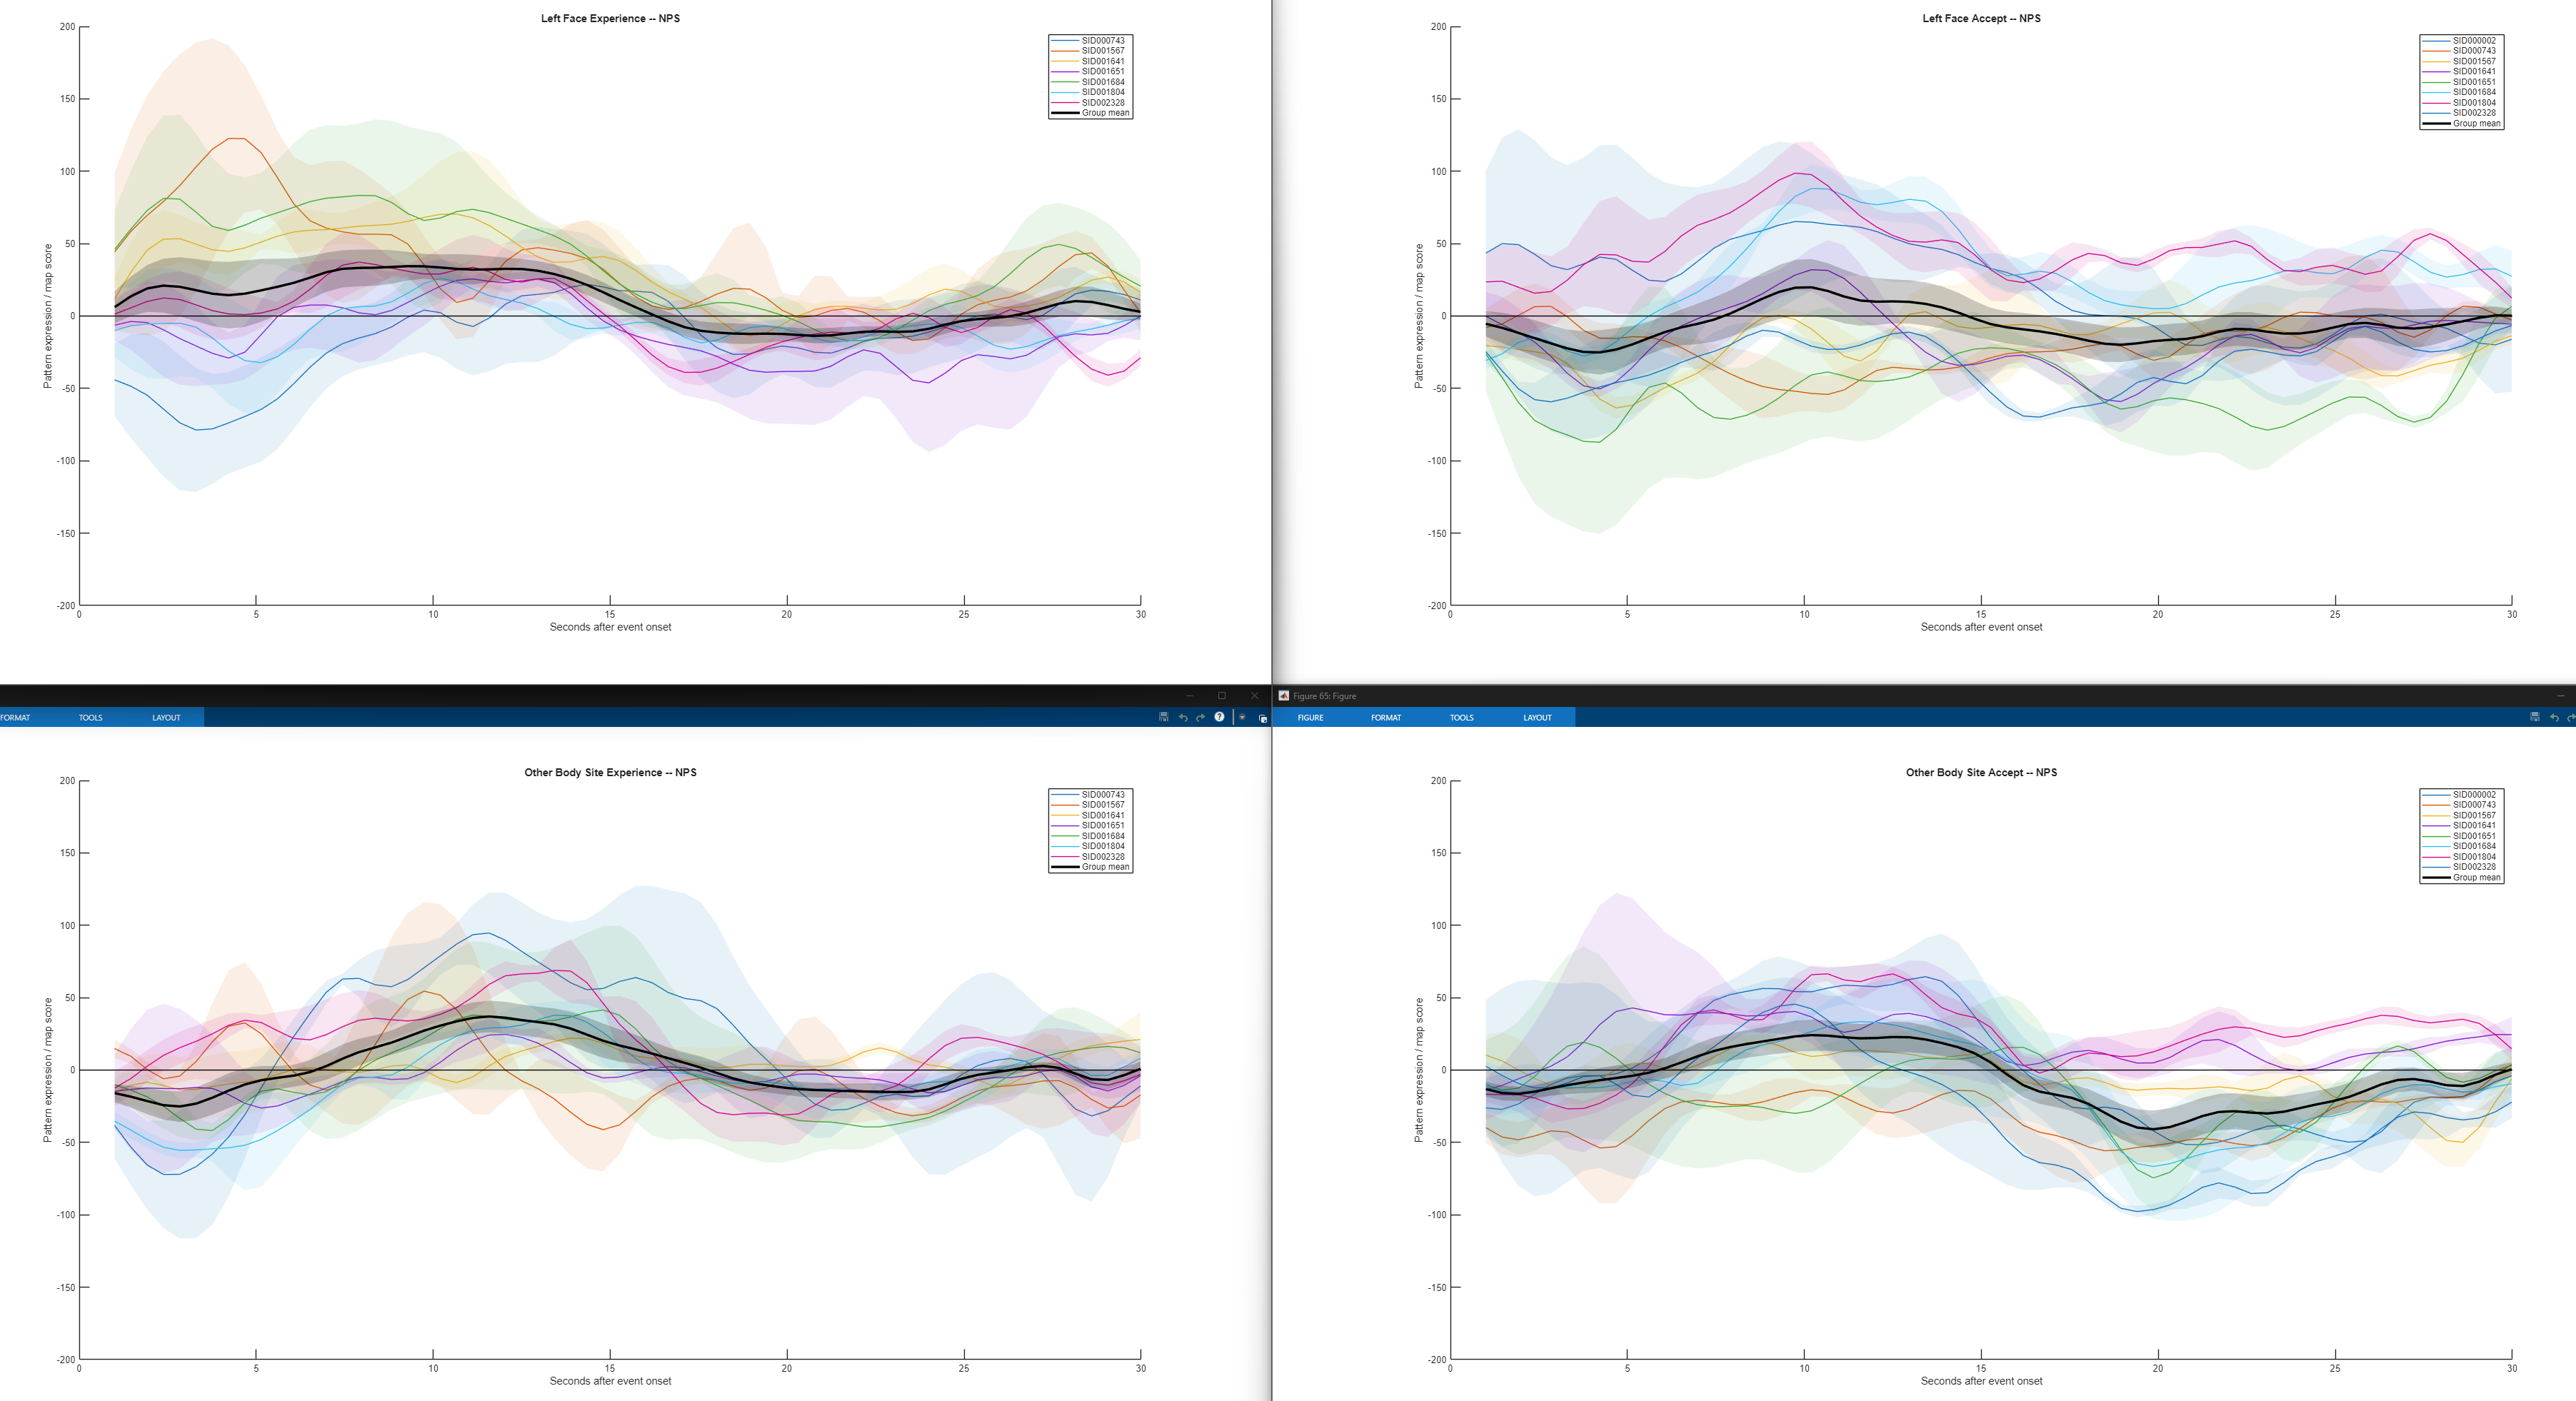 Left Face Experience -- NPS
200
150
100
50
0
-50
-100
-150
-200
0 5 10 15 20 25 30
Pattern expression / map score
Seconds after event onset
SID000743
SID001567
SID001641
SID001651
SID001684
SID001804
SID002328
Group mean
Left Face Accept -- NPS
200
150
100
50
0
-50
-100
-150
-200
0 5 10 15 20 25 30
Pattern expression / map score
Seconds after event onset
SID000002
SID000743
SID001567
SID001641
SID001651
SID001684
SID001804
SID002328
Group mean
FORMAT TOOLS LAYOUT
Figure 65: Figure
FIGURE FORMAT TOOLS LAYOUT
Other Body Site Experience -- NPS
200
150
100
50
0
-50
-100
-150
-200
0 5 10 15 20 25 30
Pattern expression / map score
Seconds after event onset
SID000743
SID001567
SID001641
SID001651
SID001684
SID001804
SID002328
Group mean
Other Body Site Accept -- NPS
200
150
100
50
0
-50
-100
-150
-200
0 5 10 15 20 25 30
Pattern expression / map score
Seconds after event onset
SID000002
SID000743
SID001567
SID001641
SID001651
SID001684
SID001804
SID002328
Group mean